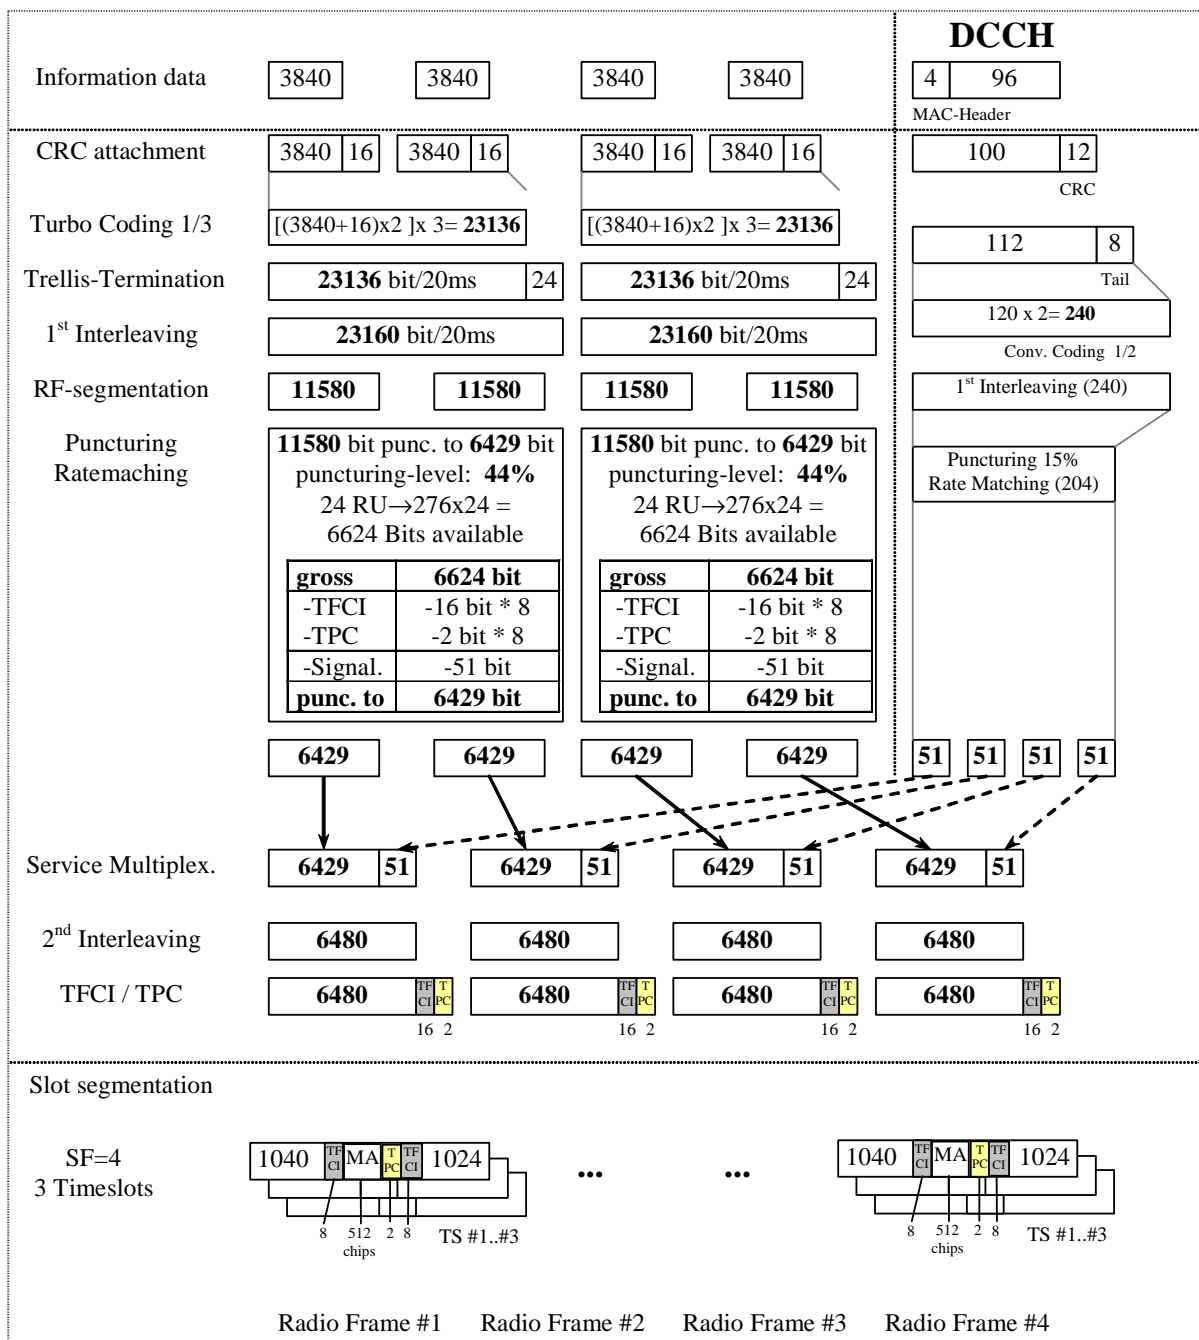 DCCH
Information data 3840 3840 3840 3840 4 96
MAC-Header
CRC attachment 3840 16 3840 16 3840 16 3840 16 100 12
CRC
Turbo Coding 1/3 [(3840+16)x2 ]x 3= 23136 [(3840+16)x2 ]x 3= 23136 112 8
Tail
Trellis-Termination 23136 bit/20ms 24 23136 bit/20ms 24
120 x 2= 240
1st Interleaving 23160 bit/20ms 23160 bit/20ms
Conv. Coding 1/2
RF-segmentation 11580 11580 11580 11580 1st Interleaving (240)
Puncturing
Ratemaching
11580 bit punc. to 6429 bit
puncturing-level: 44%
24 RU→276x24 =
6624 Bits available
gross 6624 bit
-TFCI -16 bit * 8
-TPC -2 bit * 8
-Signal. -51 bit
punc. to 6429 bit
11580 bit punc. to 6429 bit
puncturing-level: 44%
24 RU→276x24 =
6624 Bits available
gross 6624 bit
-TFCI -16 bit * 8
-TPC -2 bit * 8
-Signal. -51 bit
punc. to 6429 bit
Puncturing 15%
Rate Matching (204)
6429 6429 6429 6429 51 51 51 51
Service Multiplex. 6429 51 6429 51 6429 51 6429 51
2nd Interleaving 6480 6480 6480 6480
TFCI / TPC 6480 TF CI T PC 6480 TF CI T PC 6480 TF CI T PC 6480 TF CI T PC
16 2 16 2 16 2 16 2
Slot segmentation
SF=4
3 Timeslots
1040 TF CI MA T PC TF CI 1024 ... ... 1040 TF CI MA T PC TF CI 1024
8 512 chips 2 8 TS #1..#3 8 512 chips 2 8 TS #1..#3
Radio Frame #1 Radio Frame #2 Radio Frame #3 Radio Frame #4